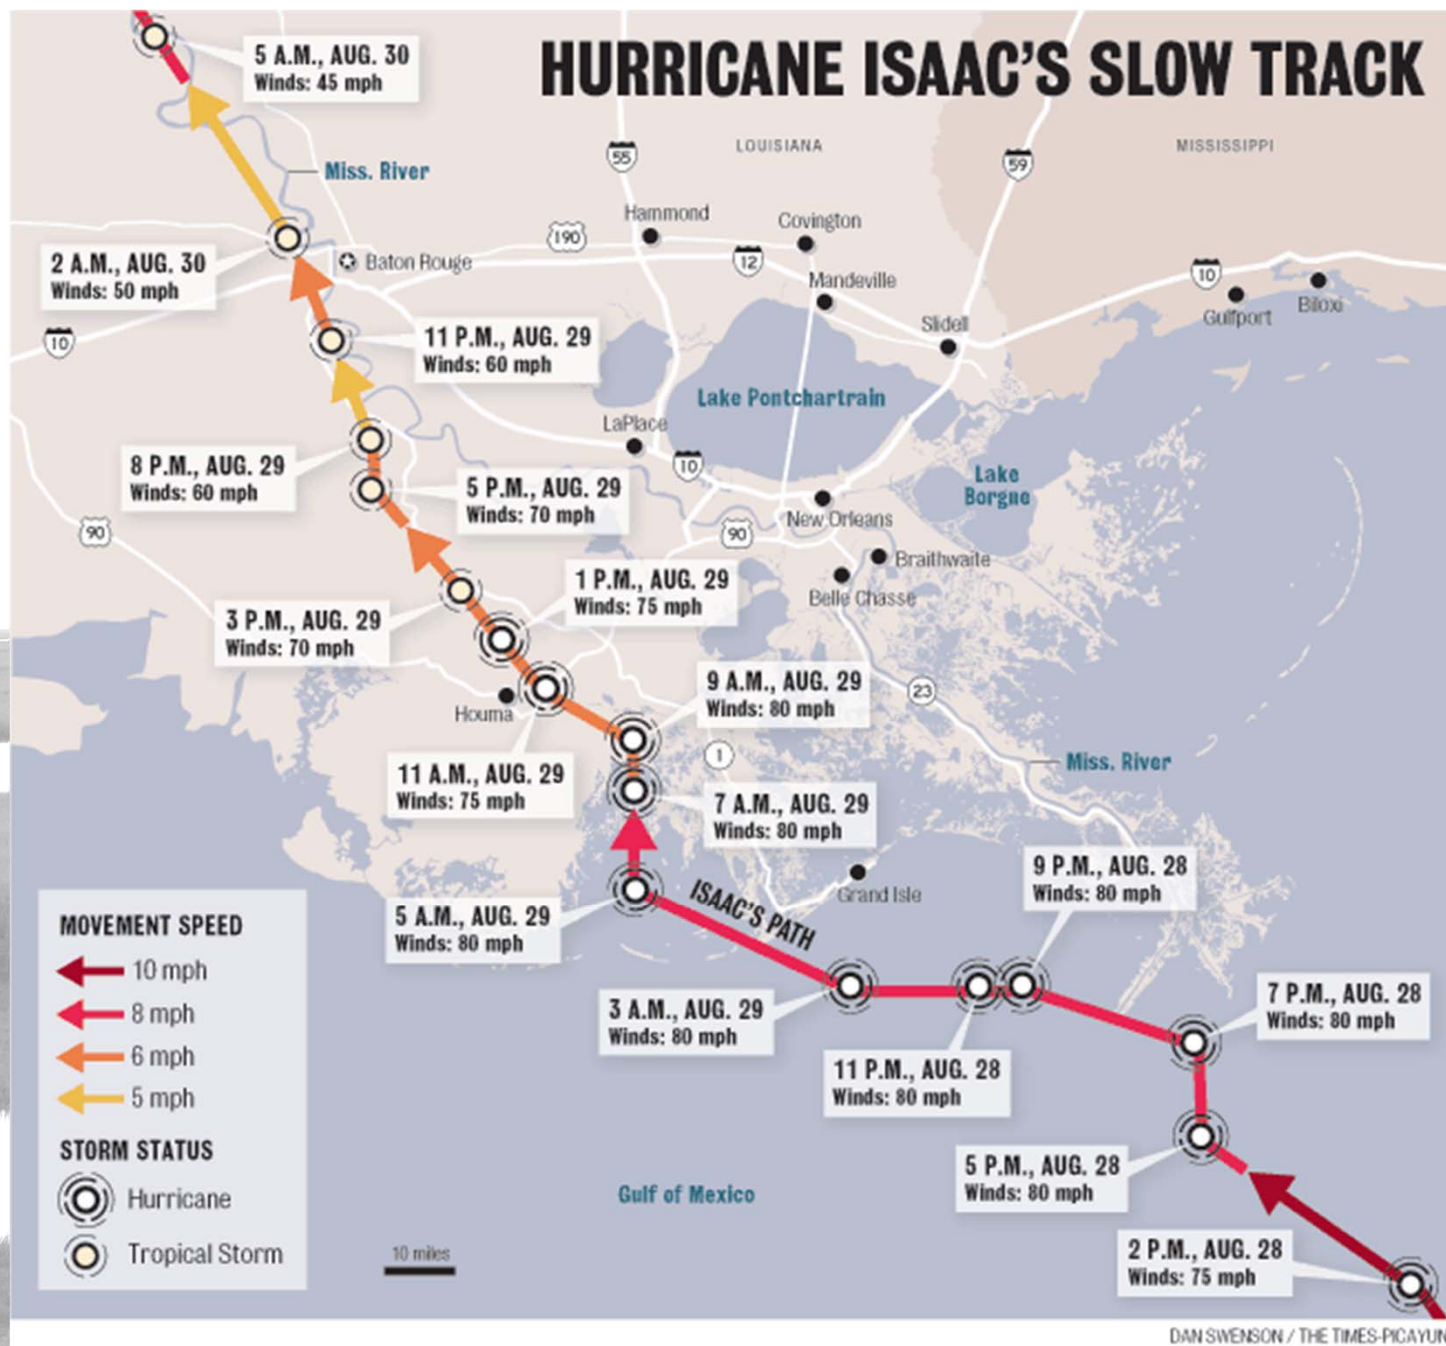 HURRICANE ISAAC'S SLOW TRACK
5 A.M., AUG. 30
Winds: 45 mph
55
LOUISIANA
59
MISSISSIPPI
Miss. River
Hammond
Covington
190
12
10
2 A.M., AUG. 30
Winds: 50 mph
Baton Rouge
Mandeville
Gulfport
Biloxi
10
11 P.M., AUG. 29
Winds: 60 mph
Slidell
Lake Pontchartrain
LaPlace
10
8 P.M., AUG. 29
Winds: 60 mph
5 P.M., AUG. 29
Winds: 70 mph
Lake
Borgne
New Orleans
90
90
Braithwaite
Belle Chasse
1 P.M., AUG. 29
Winds: 75 mph
3 P.M., AUG. 29
Winds: 70 mph
9 A.M., AUG. 29
Winds: 80 mph
23
Houma
1
Miss. River
11 A.M., AUG. 29
Winds: 75 mph
7 A.M., AUG. 29
Winds: 80 mph
9 P.M., AUG. 28
Winds: 80 mph
Grand Isle
ISAAC'S PATH
5 A.M., AUG. 29
Winds: 80 mph
3 A.M., AUG. 29
Winds: 80 mph
7 P.M., AUG. 28
Winds: 80 mph
11 P.M., AUG. 28
Winds: 80 mph
5 P.M., AUG. 28
Winds: 80 mph
Gulf of Mexico
2 P.M., AUG. 28
Winds: 75 mph
MOVEMENT SPEED
10 mph
8 mph
6 mph
5 mph
STORM STATUS
Hurricane
Tropical Storm
10 miles
DAN SWENSON / THE TIMES-PICAYUN